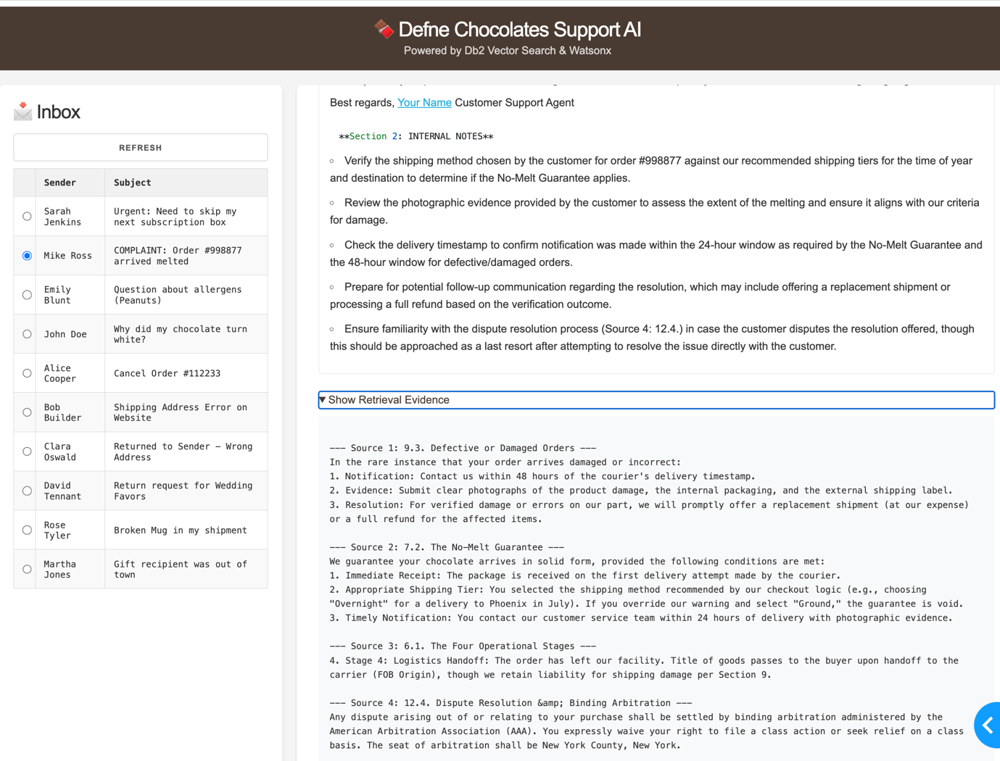 Defne Chocolates Support AI
Powered by Db2 Vector Search & Watsonx
Inbox
REFRESH
Sender Subject
Sarah Jenkins Urgent: Need to skip my next subscription box
Mike Ross COMPLAINT: Order #998877 arrived melted
Emily Blunt Question about allergens (Peanuts)
John Doe Why did my chocolate turn white?
Alice Cooper Cancel Order #112233
Bob Builder Shipping Address Error on Website
Clara Oswald Returned to Sender – Wrong Address
David Tennant Return request for Wedding Favors
Rose Tyler Broken Mug in my shipment
Martha Jones Gift recipient was out of town
Best regards, Your Name Customer Support Agent
**Section 2: INTERNAL NOTES**
Verify the shipping method chosen by the customer for order #998877 against our recommended shipping tiers for the time of year
and destination to determine if the No-Melt Guarantee applies.
Review the photographic evidence provided by the customer to assess the extent of the melting and ensure it aligns with our criteria
for damage.
Check the delivery timestamp to confirm notification was made within the 24-hour window as required by the No-Melt Guarantee and
the 48-hour window for defective/damaged orders.
Prepare for potential follow-up communication regarding the resolution, which may include offering a replacement shipment or
processing a full refund based on the verification outcome.
Ensure familiarity with the dispute resolution process (Source 4: 12.4.) in case the customer disputes the resolution offered, though
this should be approached as a last resort after attempting to resolve the issue directly with the customer.
▼ Show Retrieval Evidence
--- Source 1: 9.3. Defective or Damaged Orders ---
In the rare instance that your order arrives damaged or incorrect:
1. Notification: Contact us within 48 hours of the courier's delivery timestamp.
2. Evidence: Submit clear photographs of the product damage, the internal packaging, and the external shipping label.
3. Resolution: For verified damage or errors on our part, we will promptly offer a replacement shipment (at our expense)
or a full refund for the affected items.
--- Source 2: 7.2. The No-Melt Guarantee ---
We guarantee your chocolate arrives in solid form, provided the following conditions are met:
1. Immediate Receipt: The package is received on the first delivery attempt made by the courier.
2. Appropriate Shipping Tier: You selected the shipping method recommended by our checkout logic (e.g., choosing
"Overnight" for a delivery to Phoenix in July). If you override our warning and select "Ground," the guarantee is void.
3. Timely Notification: You contact our customer service team within 24 hours of delivery with photographic evidence.
--- Source 3: 6.1. The Four Operational Stages ---
4. Stage 4: Logistics Handoff: The order has left our facility. Title of goods passes to the buyer upon handoff to the
carrier (FOB Origin), though we retain liability for shipping damage per Section 9.
--- Source 4: 12.4. Dispute Resolution &amp; Binding Arbitration ---
Any dispute arising out of or relating to your purchase shall be settled by binding arbitration administered by the
American Arbitration Association (AAA). You expressly waive your right to file a class action or seek relief on a class
basis. The seat of arbitration shall be New York County, New York.